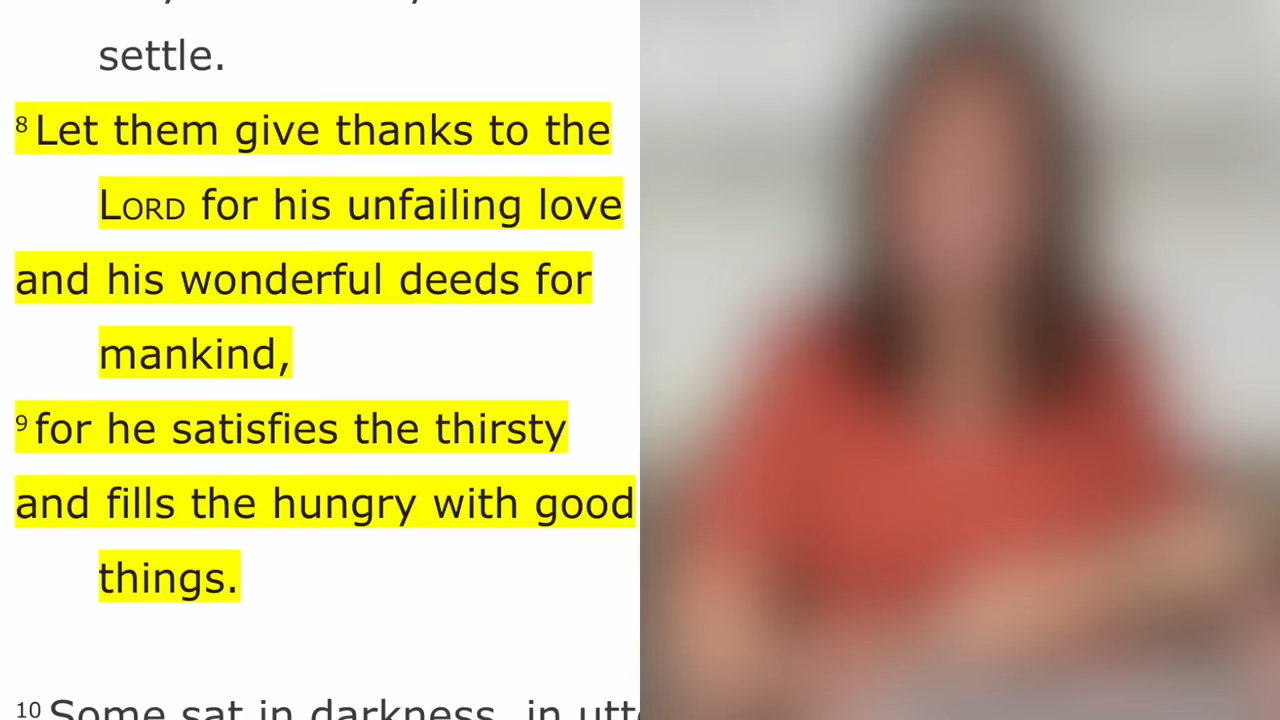 settle.
8 Let them give thanks to the
LORD for his unfailing love
and his wonderful deeds for
mankind,
9 for he satisfies the thirsty
and fills the hungry with good
things.
10 Some sat in darkness, in